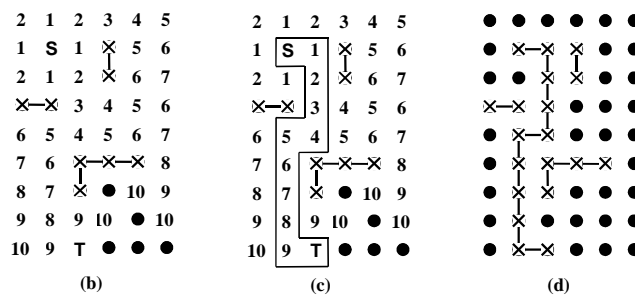 2 1 2 3 4 5
1 S 1 5 6
2 1 2 6 7
3 4 5 6
6 5 4 5 6 7
7 6 8
8 7 10 9
9 8 9 10 10
10 9 T
(b)
2 1 2 3 4 5
1 S 1 5 6
2 1 2 6 7
3 4 5 6
6 5 4 5 6 7
7 6 8
8 7 10 9
9 8 9 10 10
10 9 T
(c)
(d)